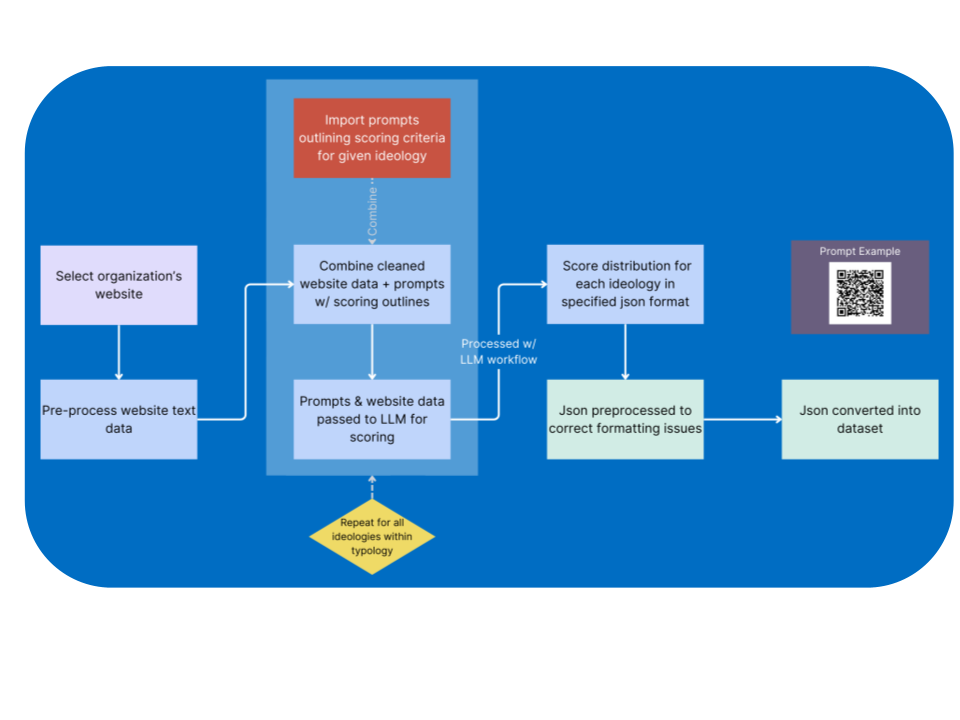 Import prompts
outlining scoring criteria
for given ideology
Combine
Select organization's
website
Pre-process website text
data
Combine cleaned
website data + prompts
w/ scoring outlines
Prompts & website data
passed to LLM for
scoring
Repeat for all
ideologies within
typology
Processed w/
LLM workflow
Score distribution for
each ideology in
specified json format
Json preprocessed to
correct formatting issues
Json converted into
dataset
Prompt Example